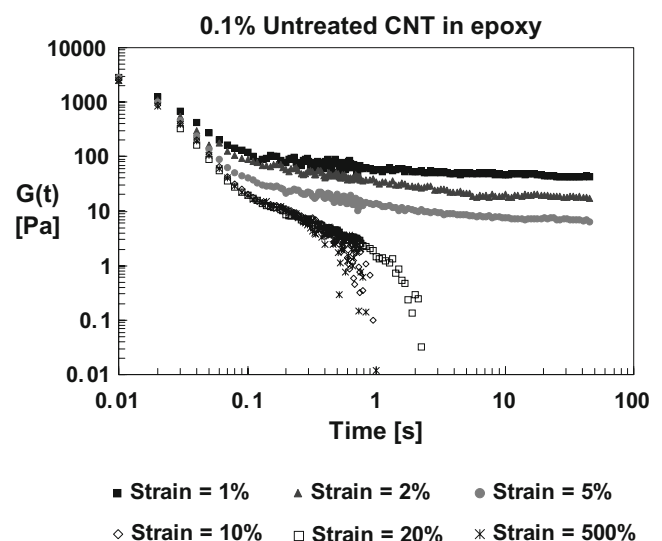 0.1% Untreated CNT in epoxy
10000
1000
100
10
1
0.1
0.01
G(t)
[Pa]
0.01 0.1 1 10 100
Time [s]
Strain = 1% Strain = 2% Strain = 5%
Strain = 10% Strain = 20% Strain = 500%